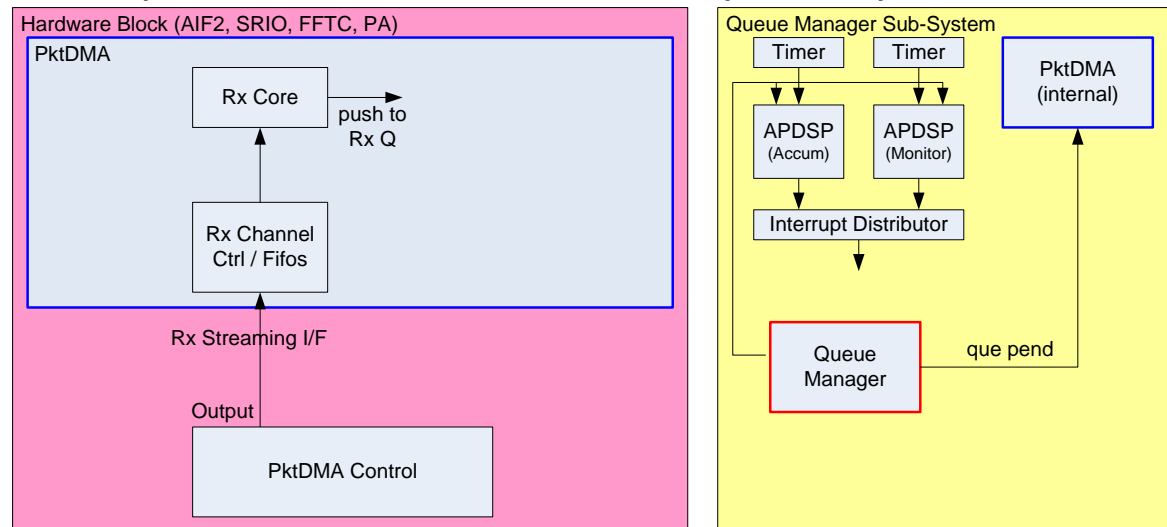 Hardware Block (AIF2, SRIO, FFTC, PA)
PktDMA
Rx Core
push to
Rx Q
Rx Channel
Ctrl / Fifos
Rx Streaming I/F
Output
PktDMA Control
Queue Manager Sub-System
Timer
Timer
PktDMA
(internal)
APDSP
(Accum)
APDSP
(Monitor)
Interrupt Distributor
Queue
Manager
que pend